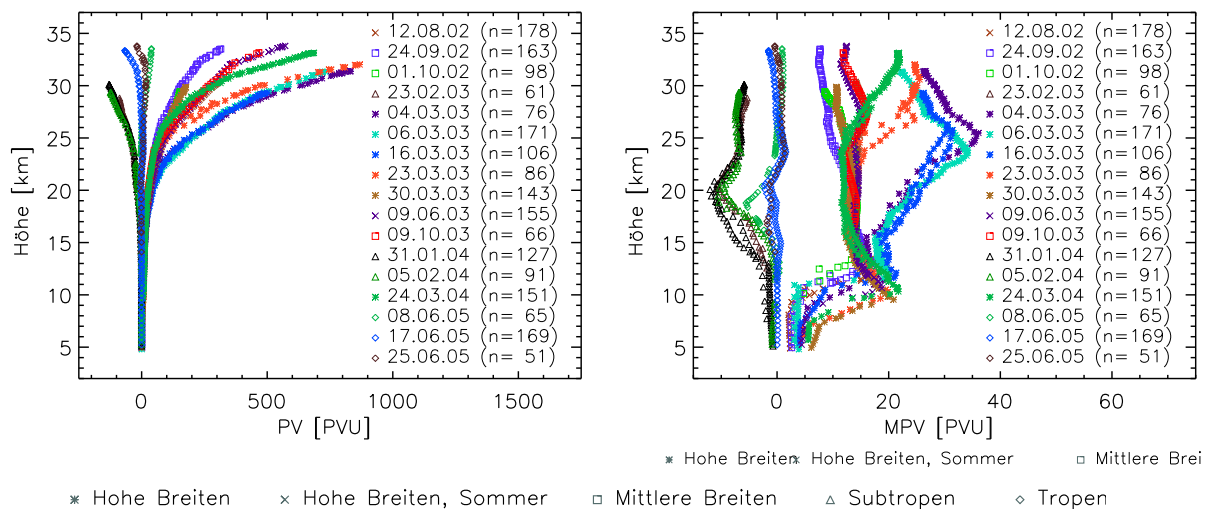 35
30
25
20
15
10
5
Höhe [km]
0 500 1000 1500
PV [PVU]
12.08.02 (n=178)
24.09.02 (n=163)
01.10.02 (n= 98)
23.02.03 (n= 61)
04.03.03 (n= 76)
06.03.03 (n=171)
16.03.03 (n=106)
23.03.03 (n= 86)
30.03.03 (n=143)
09.06.03 (n=155)
09.10.03 (n= 66)
31.01.04 (n=127)
05.02.04 (n= 91)
24.03.04 (n=151)
08.06.05 (n= 65)
17.06.05 (n=169)
25.06.05 (n= 51)
35
30
25
20
15
10
5
Höhe [km]
0 20 40 60
MPV [PVU]
12.08.02 (n=178)
24.09.02 (n=163)
01.10.02 (n= 98)
23.02.03 (n= 61)
04.03.03 (n= 76)
06.03.03 (n=171)
16.03.03 (n=106)
23.03.03 (n= 86)
30.03.03 (n=143)
09.06.03 (n=155)
09.10.03 (n= 66)
31.01.04 (n=127)
05.02.04 (n= 91)
24.03.04 (n=151)
08.06.05 (n= 65)
17.06.05 (n=169)
25.06.05 (n= 51)
Hohe Breiten Hohe Breiten, Sommer Mittlere Brei
Hohe Breiten Hohe Breiten, Sommer Mittlere Breiten Subtropen Tropen